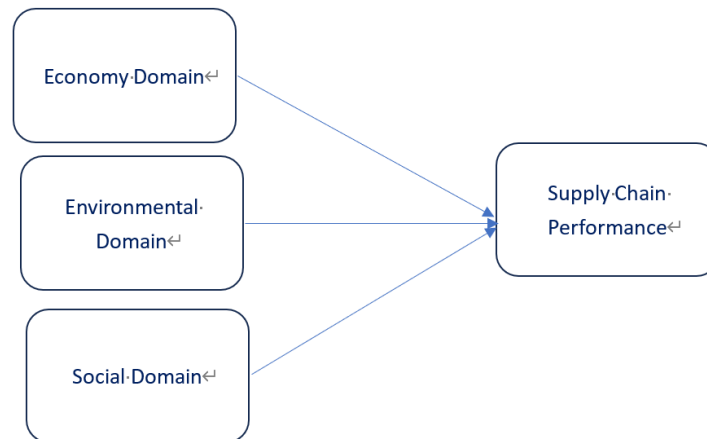 Economy Domain
Environmental
Domain
Social Domain
Supply Chain
Performance